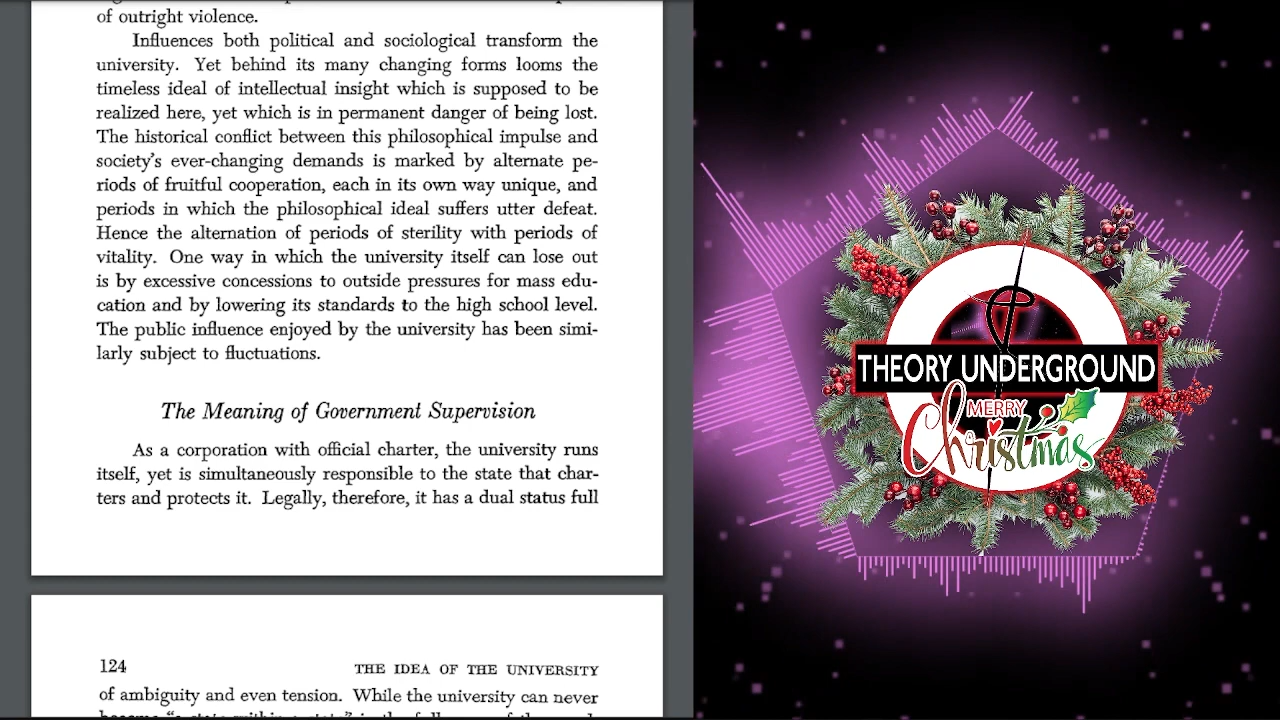 of outright violence.
Influences both political and sociological transform the
university. Yet behind its many changing forms looms the
timeless ideal of intellectual insight which is supposed to be
realized here, yet which is in permanent danger of being lost.
The historical conflict between this philosophical impulse and
society's ever-changing demands is marked by alternate pe-
riods of fruitful cooperation, each in its own way unique, and
periods in which the philosophical ideal suffers utter defeat.
Hence the alternation of periods of sterility with periods of
vitality. One way in which the university itself can lose out
is by excessive concessions to outside pressures for mass edu-
cation and by lowering its standards to the high school level.
The public influence enjoyed by the university has been simi-
larly subject to fluctuations.
The Meaning of Government Supervision
As a corporation with official charter, the university runs
itself, yet is simultaneously responsible to the state that char-
ters and protects it. Legally, therefore, it has a dual status full
124 THE IDEA OF THE UNIVERSITY
of ambiguity and even tension. While the university can never
THEORY UNDERGROUND
MERRY
Christmas